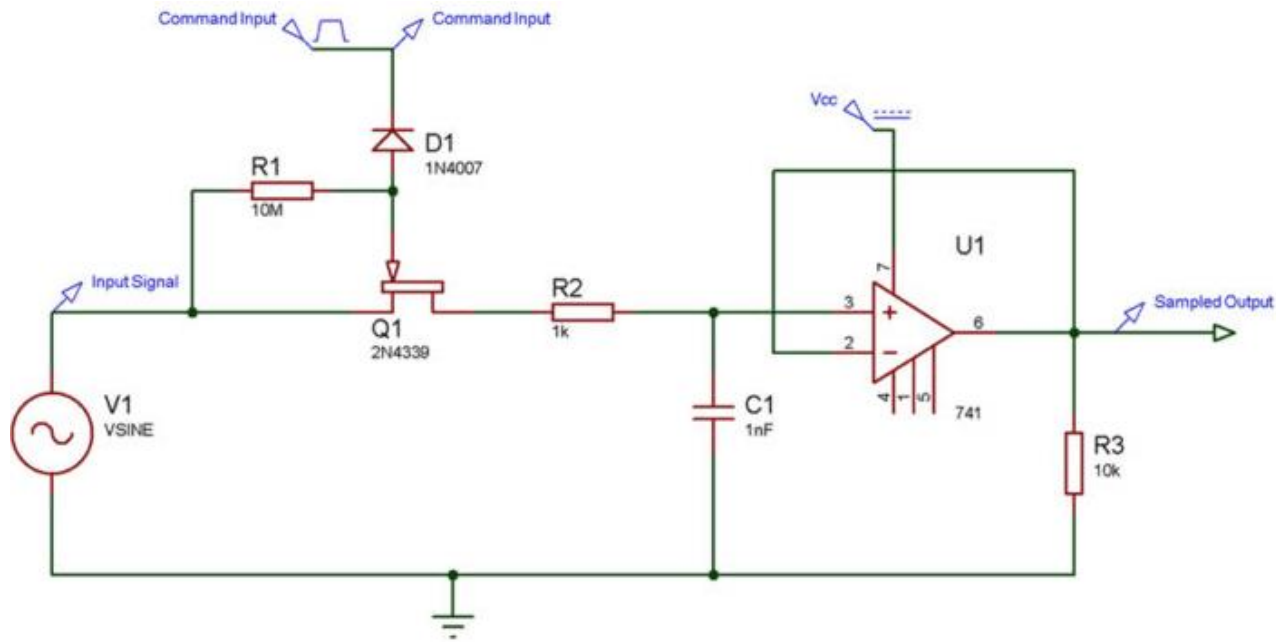 Command Input
Command Input
Vcc
D1
1N4007
R1
10M
U1
7
Input Signal
R2
1k
3
+
Sampled Output
6
Q1
2N4339
2
−
V1
VSINE
C1
1nF
4
1
5
741
R3
10k